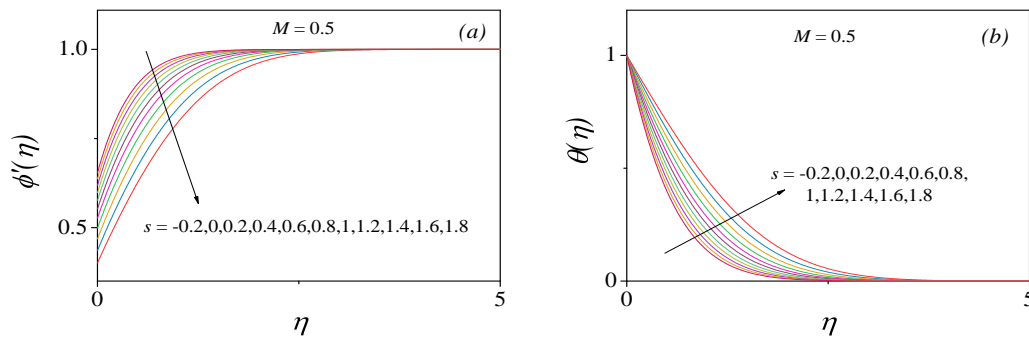 M = 0.5
(a)
1.0
0.5
ϕ'(η)
s = -0.2,0,0.2,0.4,0.6,0.8,1,1.2,1.4,1.6,1.8
0
5
η
M = 0.5
(b)
1
θ(η)
s = -0.2,0,0.2,0.4,0.6,0.8,
1,1.2,1.4,1.6,1.8
0
0
5
η